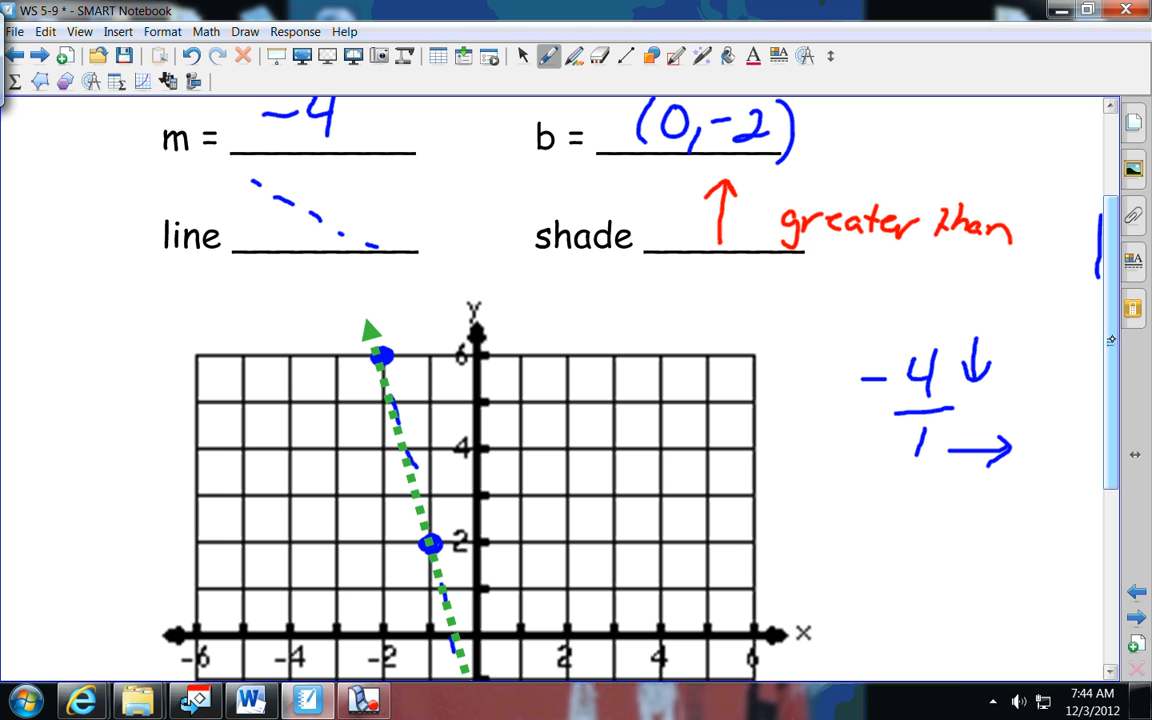 WS 5-9 * - SMART Notebook
File Edit View Insert Format Math Draw Response Help
m = -4 b = (0,-2)
line shade ↑ greater than
Y
6
4
2
-6 -4 -2 2 4 6 X
-4 ↓
1 →
7:44 AM
12/3/2012